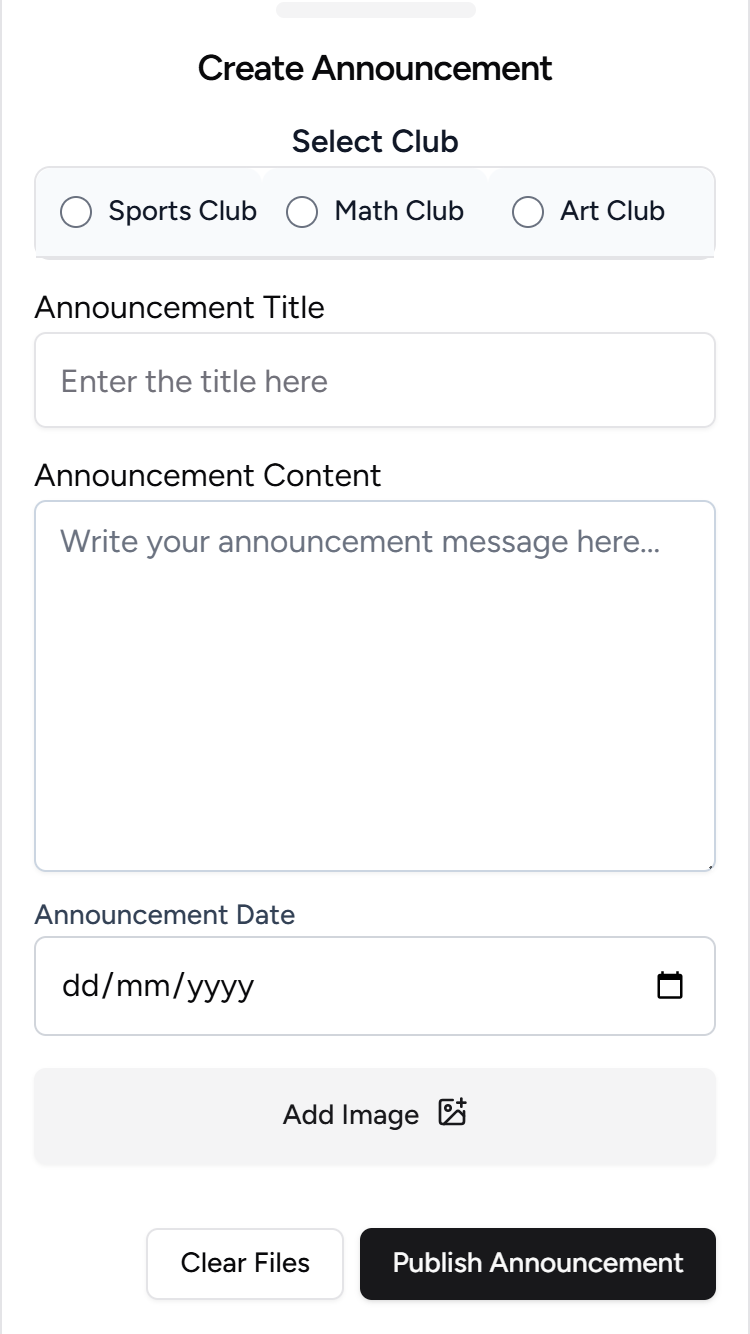 Create Announcement
Select Club
Sports Club Math Club Art Club
Announcement Title
Enter the title here
Announcement Content
Write your announcement message here...
Announcement Date
dd/mm/yyyy
Add Image
Clear Files Publish Announcement